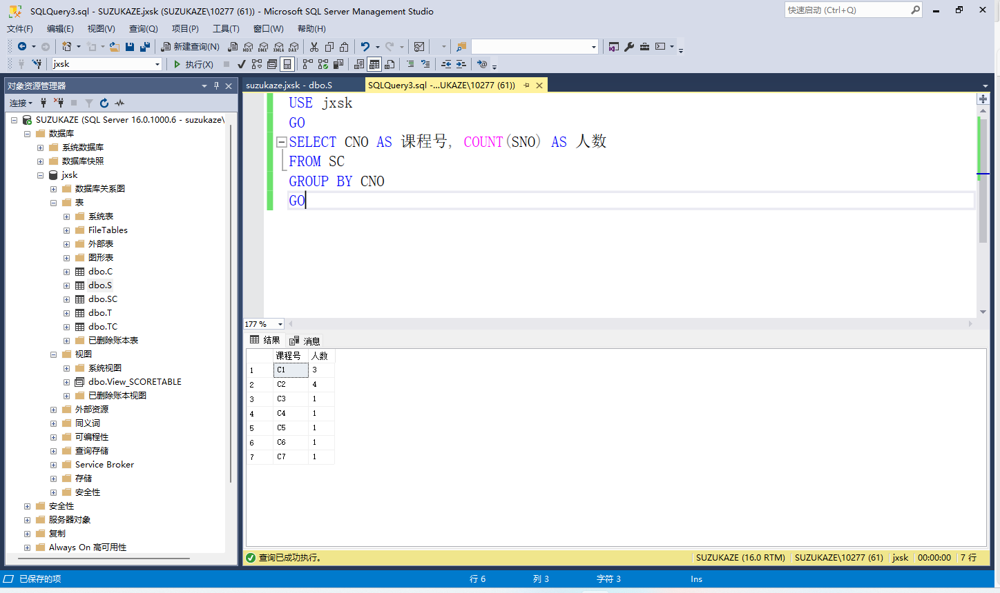 SQLQuery3.sql - SUZUKAZE.jxsk (SUZUKAZE\10277 (61)) - Microsoft SQL Server Management Studio
快速启动 (Ctrl+Q)
文件(F) 编辑(E) 视图(V) 查询(Q) 项目(P) 工具(T) 窗口(W) 帮助(H)
新建查询(N) MDX DMX XMLA DAX
jxsk 执行(X)
对象资源管理器
连接
SUZUKAZE (SQL Server 16.0.1000.6 - suzukaze\
数据库
系统数据库
数据库快照
jxsk
数据库关系图
表
系统表
FileTables
外部表
图形表
dbo.C
dbo.S
dbo.SC
dbo.T
dbo.TC
已删除账本表
视图
系统视图
dbo.View_SCORETABLE
已删除账本视图
外部资源
同义词
可编程性
查询存储
Service Broker
存储
安全性
安全性
服务器对象
复制
Always On 高可用性
suzukaze.jxsk - dbo.S
SQLQuery3.sql -...UKAZE\10277 (61))
USE jxsk
GO
SELECT CNO AS 课程号, COUNT(SNO) AS 人数
FROM SC
GROUP BY CNO
GO
177 %
结果 消息
课程号 人数
1 C1 3
2 C2 4
3 C3 1
4 C4 1
5 C5 1
6 C6 1
7 C7 1
查询已成功执行。
SUZUKAZE (16.0 RTM) SUZUKAZE\10277 (61) jxsk 00:00:00 7 行
已保存的项 行 6 列 3 字符 3 Ins